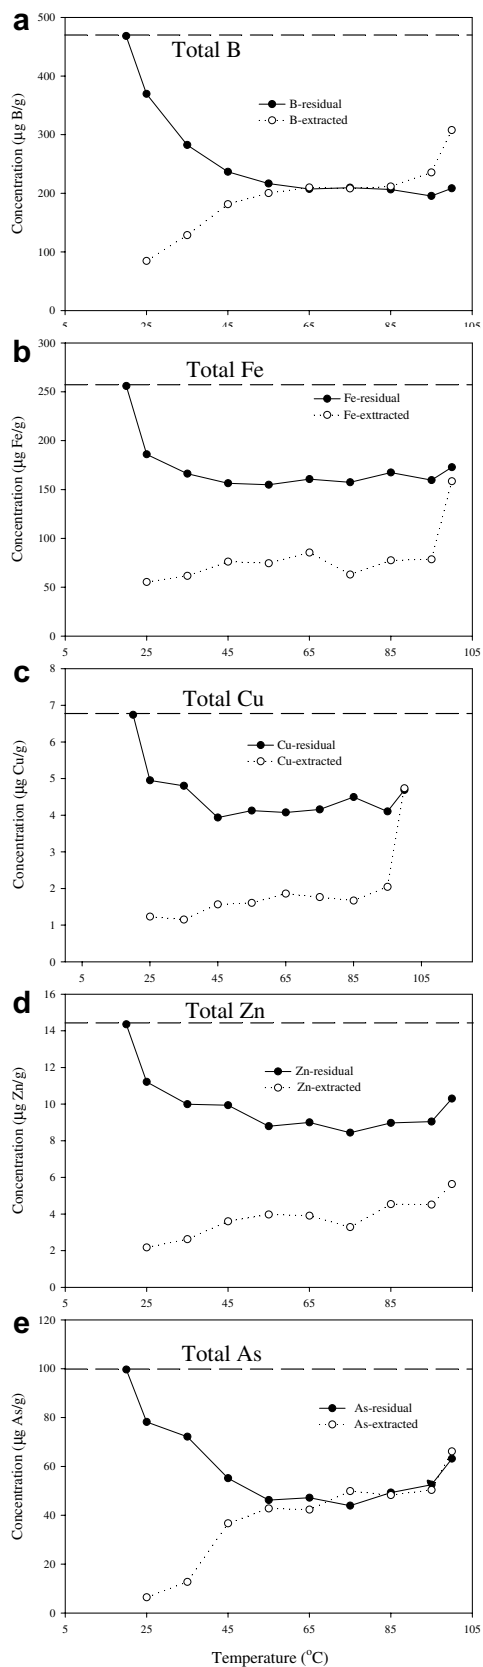 a
500
Total B
400
B-residual
B-extracted
300
200
100
0
Concentration (µg B/g)
5 25 45 65 85 105
b
300
Total Fe
250
Fe-residual
Fe-exttracted
200
150
100
50
0
Concentration (µg Fe/g)
5 25 45 65 85 105
c
8
Total Cu
7
6
Cu-residual
Cu-extracted
5
4
3
2
1
0
Concentration (µg Cu/g)
5 25 45 65 85 105
d
16
Total Zn
14
12
Zn-residual
Zn-extracted
10
8
6
4
2
0
Concentration (µg Zn/g)
5 25 45 65 85
e
120
Total As
100
As-residual
As-extracted
80
60
40
20
0
Concentration (µg As/g)
5 25 45 65 85 105
Temperature (°C)